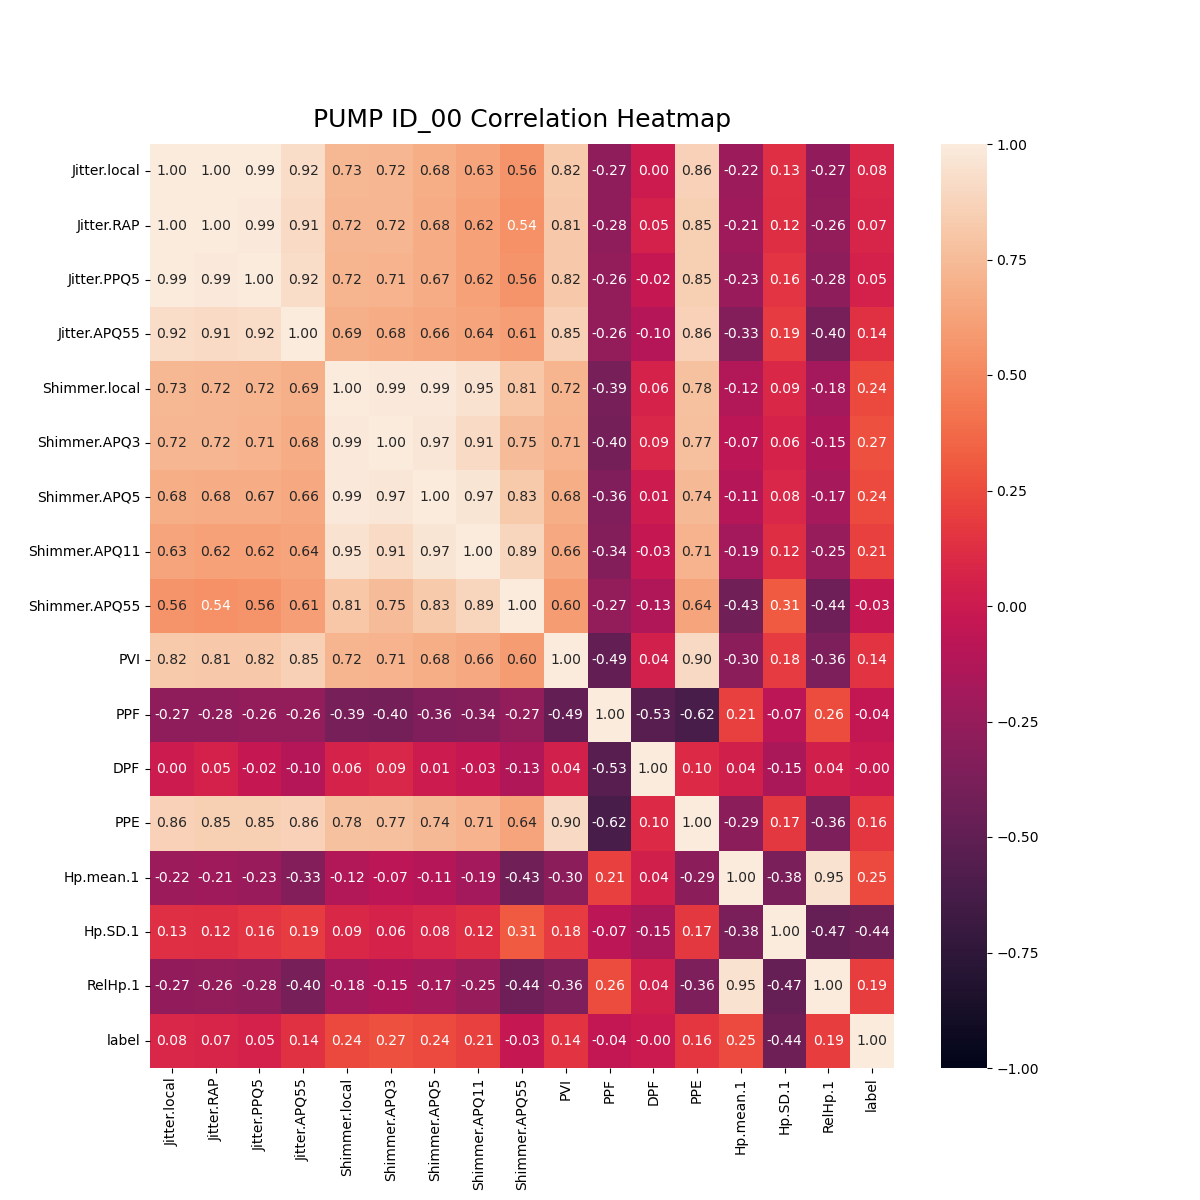 PUMP ID_00 Correlation Heatmap
Jitter.local 1.00 1.00 0.99 0.92 0.73 0.72 0.68 0.63 0.56 0.82 -0.27 0.00 0.86 -0.22 0.13 -0.27 0.08
Jitter.RAP 1.00 1.00 0.99 0.91 0.72 0.72 0.68 0.62 0.54 0.81 -0.28 0.05 0.85 -0.21 0.12 -0.26 0.07
Jitter.PPQ5 0.99 0.99 1.00 0.92 0.72 0.71 0.67 0.62 0.56 0.82 -0.26 -0.02 0.85 -0.23 0.16 -0.28 0.05
Jitter.APQ55 0.92 0.91 0.92 1.00 0.69 0.68 0.66 0.64 0.61 0.85 -0.26 -0.10 0.86 -0.33 0.19 -0.40 0.14
Shimmer.local 0.73 0.72 0.72 0.69 1.00 0.99 0.99 0.95 0.81 0.72 -0.39 0.06 0.78 -0.12 0.09 -0.18 0.24
Shimmer.APQ3 0.72 0.72 0.71 0.68 0.99 1.00 0.97 0.91 0.75 0.71 -0.40 0.09 0.77 -0.07 0.06 -0.15 0.27
Shimmer.APQ5 0.68 0.68 0.67 0.66 0.99 0.97 1.00 0.97 0.83 0.68 -0.36 0.01 0.74 -0.11 0.08 -0.17 0.24
Shimmer.APQ11 0.63 0.62 0.62 0.64 0.95 0.91 0.97 1.00 0.89 0.66 -0.34 -0.03 0.71 -0.19 0.12 -0.25 0.21
Shimmer.APQ55 0.56 0.54 0.56 0.61 0.81 0.75 0.83 0.89 1.00 0.60 -0.27 -0.13 0.64 -0.43 0.31 -0.44 -0.03
PVI 0.82 0.81 0.82 0.85 0.72 0.71 0.68 0.66 0.60 1.00 -0.49 0.04 0.90 -0.30 0.18 -0.36 0.14
PPF -0.27 -0.28 -0.26 -0.26 -0.39 -0.40 -0.36 -0.34 -0.27 -0.49 1.00 -0.53 -0.62 0.21 -0.07 0.26 -0.04
DPF 0.00 0.05 -0.02 -0.10 0.06 0.09 0.01 -0.03 -0.13 0.04 -0.53 1.00 0.10 0.04 -0.15 0.04 -0.00
PPE 0.86 0.85 0.85 0.86 0.78 0.77 0.74 0.71 0.64 0.90 -0.62 0.10 1.00 -0.29 0.17 -0.36 0.16
Hp.mean.1 -0.22 -0.21 -0.23 -0.33 -0.12 -0.07 -0.11 -0.19 -0.43 -0.30 0.21 0.04 -0.29 1.00 -0.38 0.95 0.25
Hp.SD.1 0.13 0.12 0.16 0.19 0.09 0.06 0.08 0.12 0.31 0.18 -0.07 -0.15 0.17 -0.38 1.00 -0.47 -0.44
RelHp.1 -0.27 -0.26 -0.28 -0.40 -0.18 -0.15 -0.17 -0.25 -0.44 -0.36 0.26 0.04 -0.36 0.95 -0.47 1.00 0.19
label 0.08 0.07 0.05 0.14 0.24 0.27 0.24 0.21 -0.03 0.14 -0.04 -0.00 0.16 0.25 -0.44 0.19 1.00
Jitter.local
Jitter.RAP
Jitter.PPQ5
Jitter.APQ55
Shimmer.local
Shimmer.APQ3
Shimmer.APQ5
Shimmer.APQ11
Shimmer.APQ55
PVI
PPF
DPF
PPE
Hp.mean.1
Hp.SD.1
RelHp.1
label
1.00
0.75
0.50
0.25
0.00
−0.25
−0.50
−0.75
−1.00